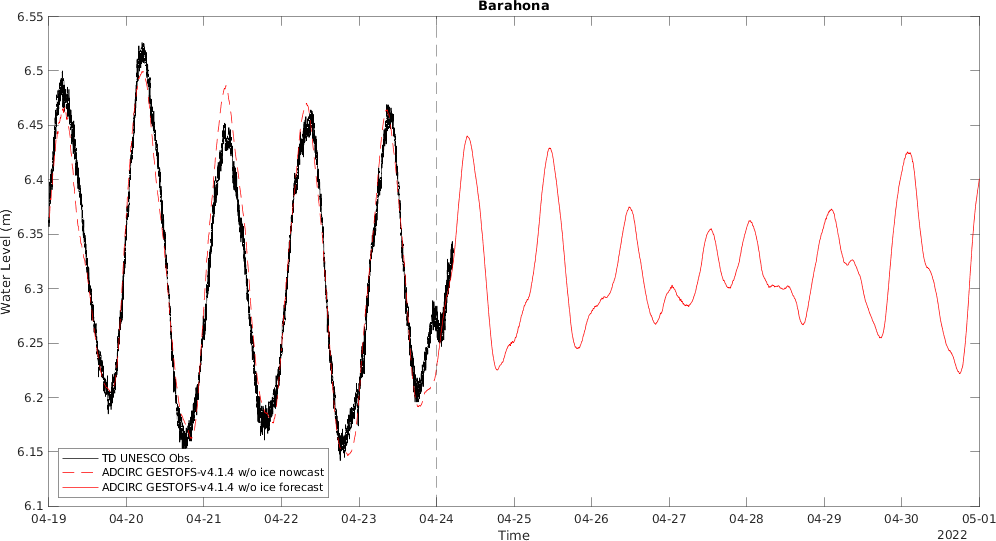 Barahona
Water Level (m)
6.55
6.5
6.45
6.4
6.35
6.3
6.25
6.2
6.15
6.1
TD UNESCO Obs.
ADCIRC GESTOFS-v4.1.4 w/o ice nowcast
ADCIRC GESTOFS-v4.1.4 w/o ice forecast
04-19 04-20 04-21 04-22 04-23 04-24 04-25 04-26 04-27 04-28 04-29 04-30 05-01
Time
2022